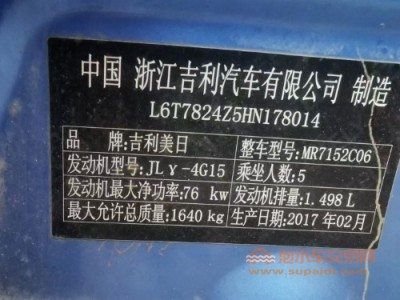 中国 浙江吉利汽车有限公司 制造
L6T7824Z5HN178014
品 牌:吉利美日 整车型号:MR7152C06
发动机型号:JLγ-4G15 乘坐人数:5
发动机最大净功率:76 kw 发动机排量:1.498 L
最大允许总质量:1640 kg 生产日期:2017 年02月
www.supaidi.com